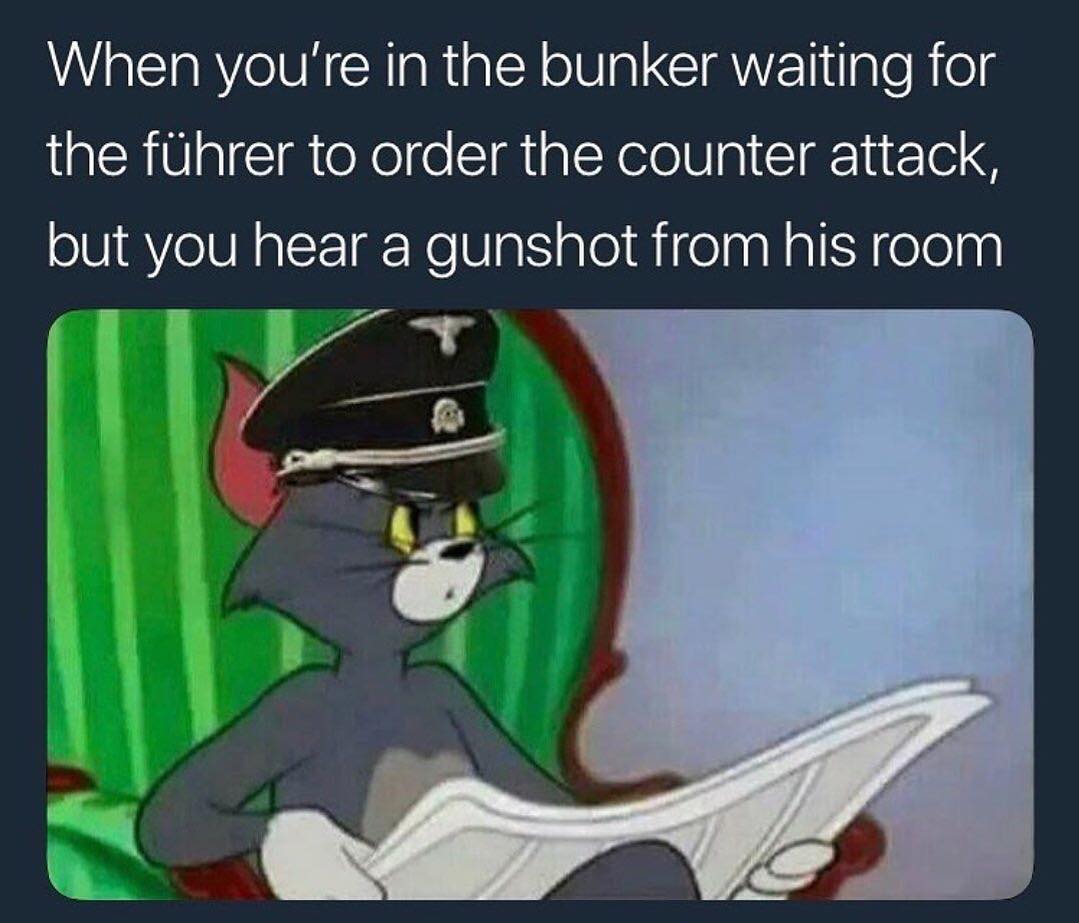 When you’re in the bunker waiting for
the führer to order the counter attack,
but you hear a gunshot from his room